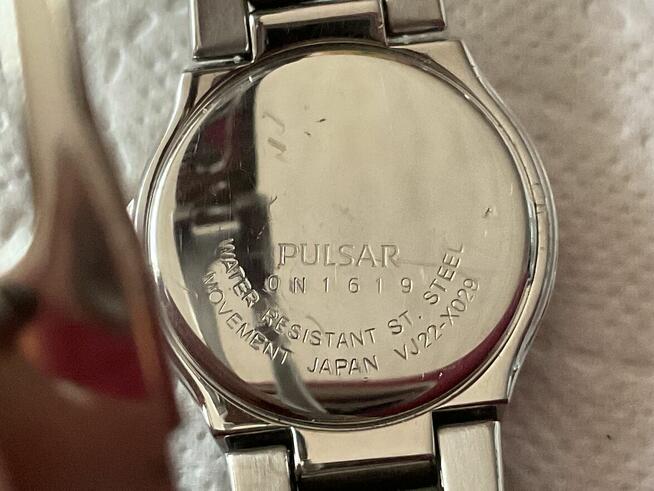 PULSAR
0N1619
WATER RESISTANT ST. STEEL
MOVEMENT JAPAN VJ22-X029